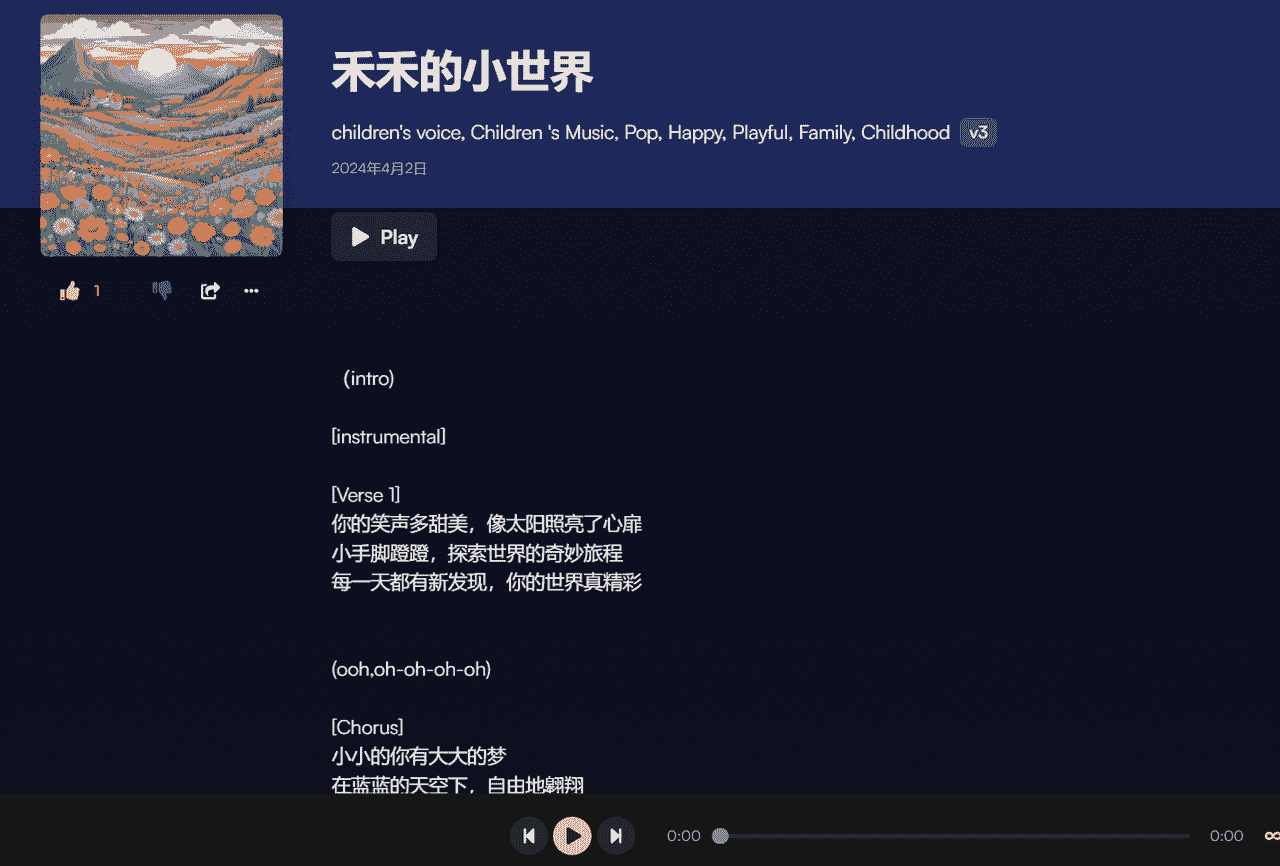 禾禾的小世界
children's voice, Children 's Music, Pop, Happy, Playful, Family, Childhood v3
2024年4月2日
Play
1
（intro)
[instrumental]
[Verse 1]
你的笑声多甜美，像太阳照亮了心扉
小手脚蹬蹬，探索世界的奇妙旅程
每一天都有新发现，你的世界真精彩
(ooh,oh-oh-oh-oh)
[Chorus]
小小的你有大大的梦
在蓝蓝的天空下，自由地翱翔
0:00
0:00